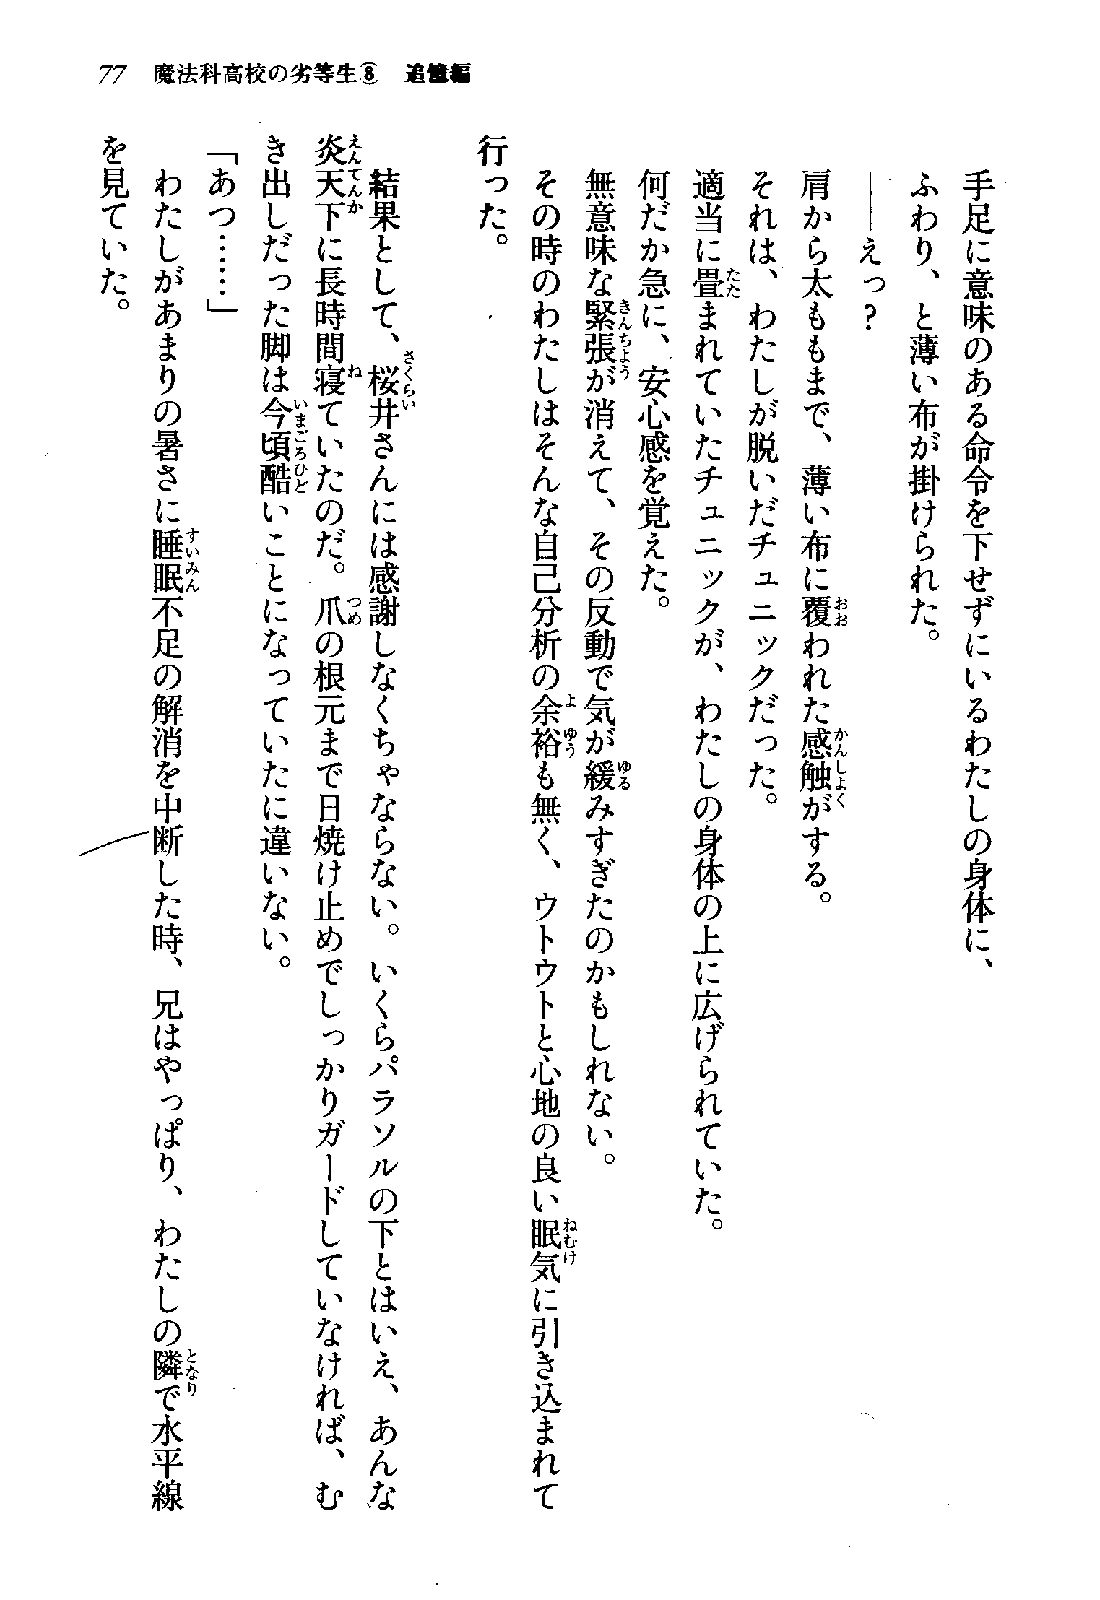 77 魔法科高校の劣等生⑧ 追憶編
手足に意味のある命令を下せずにいるわたしの身体に、
ふわり、と薄い布が掛けられた。
――えっ?
肩から太ももまで、薄い布に覆われた感触がする。
それは、わたしが脱いだチュニックだった。
適当に畳まれていたチュニックが、わたしの身体の上に広げられていた。
何だか急に、安心感を覚えた。
無意味な緊張が消えて、その反動で気が緩みすぎたのかもしれない。
その時のわたしはそんな自己分析の余裕も無く、ウトウトと心地の良い眠気に引き込まれて
行った。
結果として、桜井さんには感謝しなくちゃならない。いくらパラソルの下とはいえ、あんな
炎天下に長時間寝ていたのだ。爪の根元まで日焼け止めでしっかりガードしていなければ、む
き出しだった脚は今頃酷いことになっていたに違いない。
「あつ……」
わたしがあまりの暑さに睡眠不足の解消を中断した時、兄はやっぱり、わたしの隣で水平線
を見ていた。